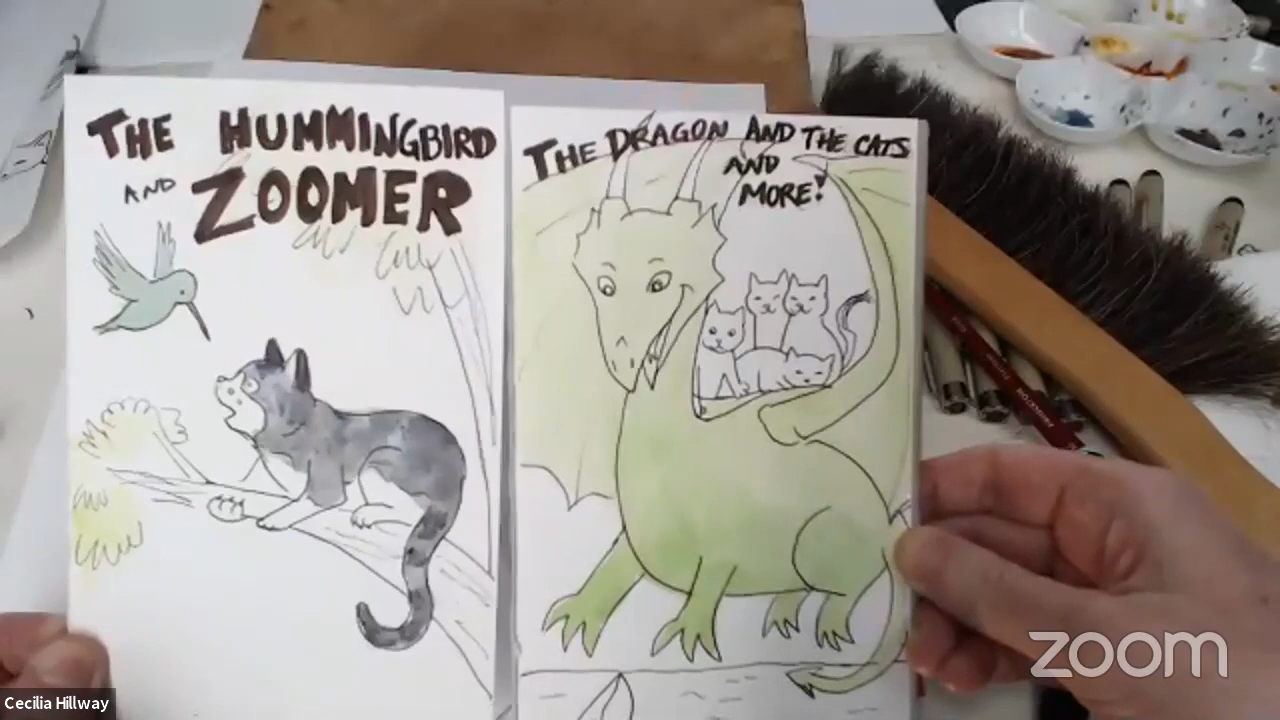 THE HUMMINGBIRD
AND ZOOMER
THE DRAGON AND THE CATS
AND
MORE!
zoom
Cecilia Hillway